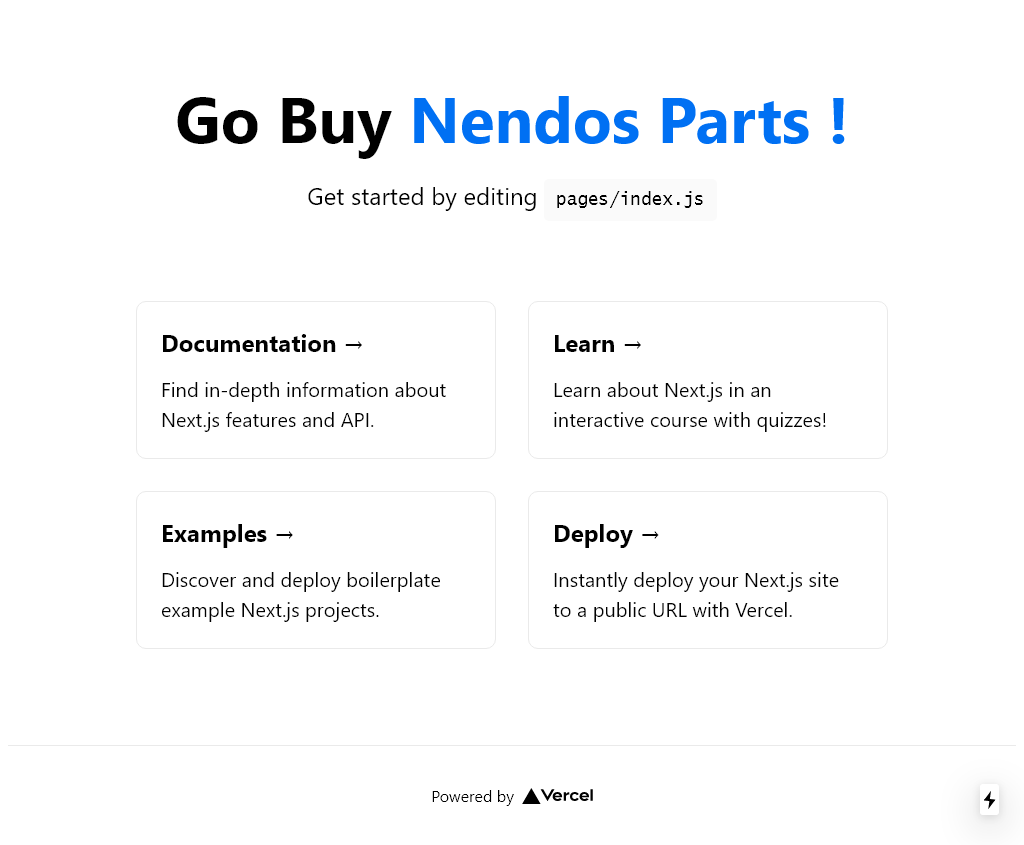 Go Buy Nendos Parts !
Get started by editing pages/index.js
Documentation →
Find in-depth information about
Next.js features and API.
Learn →
Learn about Next.js in an
interactive course with quizzes!
Examples →
Discover and deploy boilerplate
example Next.js projects.
Deploy →
Instantly deploy your Next.js site
to a public URL with Vercel.
Powered by Vercel